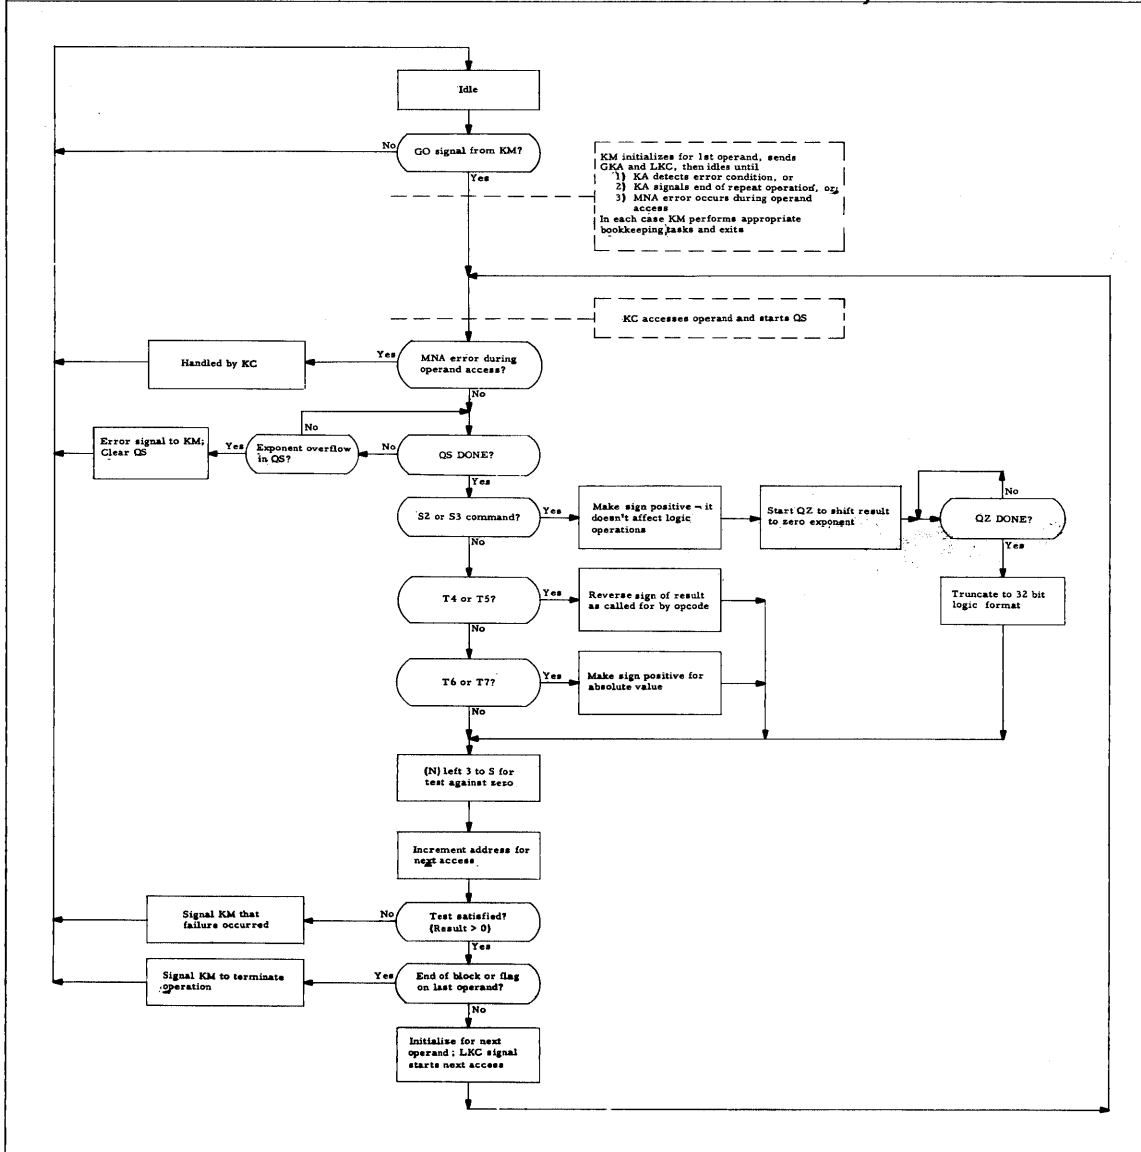 Idle
GO signal from KM?
No
Yes
KM initializes for 1st operand, sends
GKA and LKC, then idles until
1) KA detects error condition, or
2) KA signals end of repeat operation, or
3) MNA error occurs during operand
access
In each case KM performs appropriate
bookkeeping tasks and exits
KC accesses operand and starts QS
MNA error during
operand access?
Yes
Handled by KC
No
QS DONE?
No
Exponent overflow
in QS?
No
Yes
Error signal to KM;
Clear QS
Yes
S2 or S3 command?
Yes
Make sign positive - it
doesn't affect logic
operations
Start QZ to shift result
to zero exponent
QZ DONE?
No
Yes
Truncate to 32 bit
logic format
No
T4 or T5?
Yes
Reverse sign of result
as called for by opcode
No
T6 or T7?
Yes
Make sign positive for
absolute value
No
(N) left 3 to S for
test against zero
Increment address for
next access
Test satisfied?
(Result > 0)
No
Signal KM that
failure occurred
Yes
End of block or flag
on last operand?
Yes
Signal KM to terminate
operation
No
Initialize for next
operand ; LKC signal
starts next access